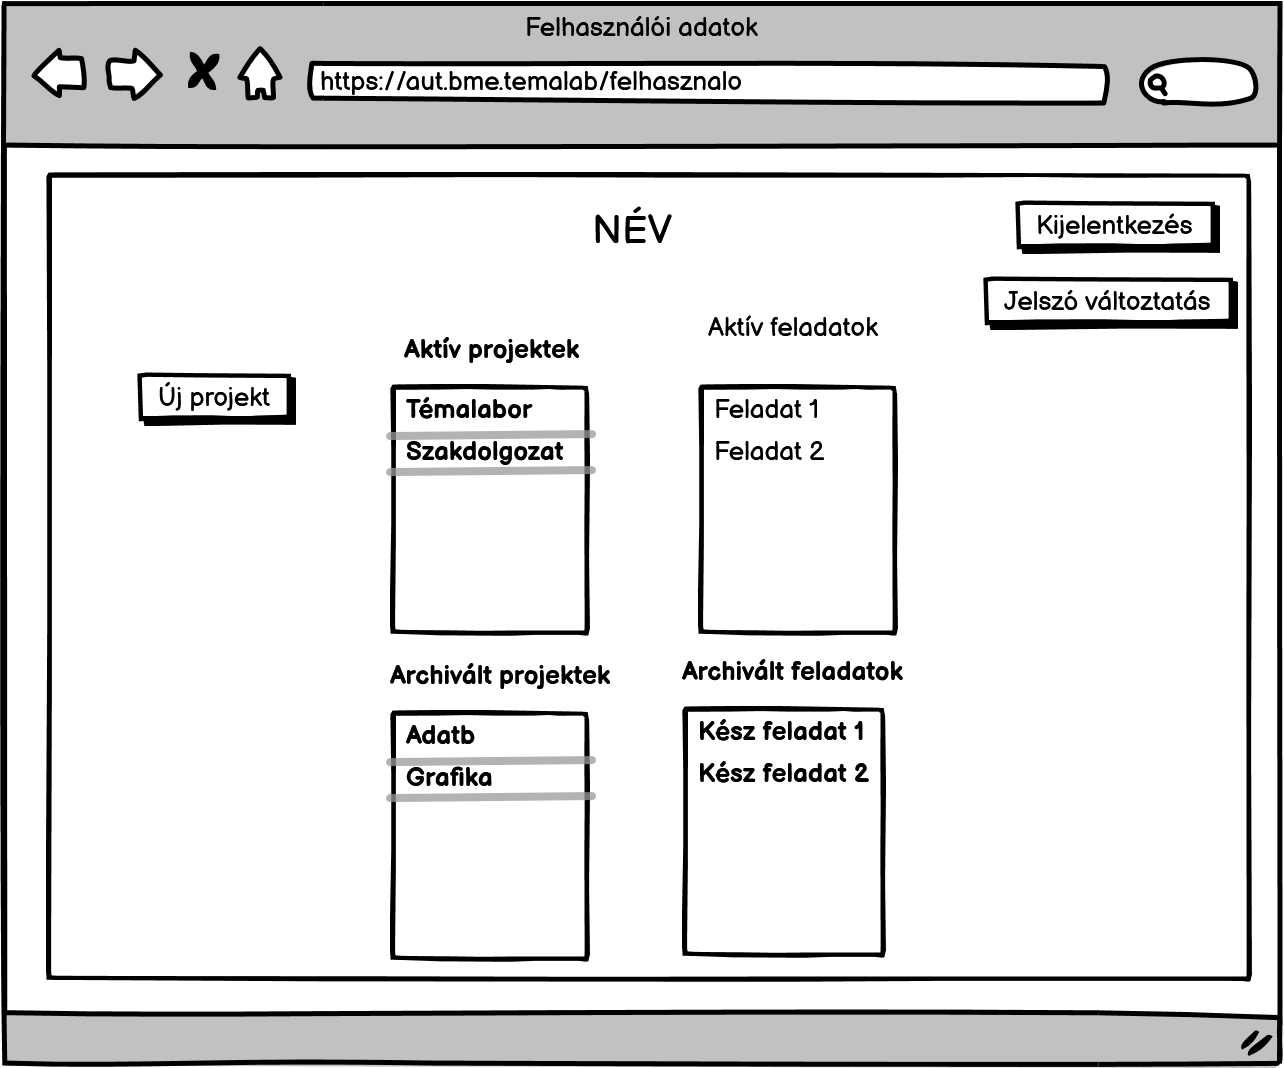 Felhasználói adatok
https://aut.bme.temalab/felhasznalo
NÉV
Kijelentkezés
Jelszó változtatás
Új projekt
Aktív projektek
Témalabor
Szakdolgozat
Aktív feladatok
Feladat 1
Feladat 2
Archivált projektek
Adatb
Grafika
Archivált feladatok
Kész feladat 1
Kész feladat 2